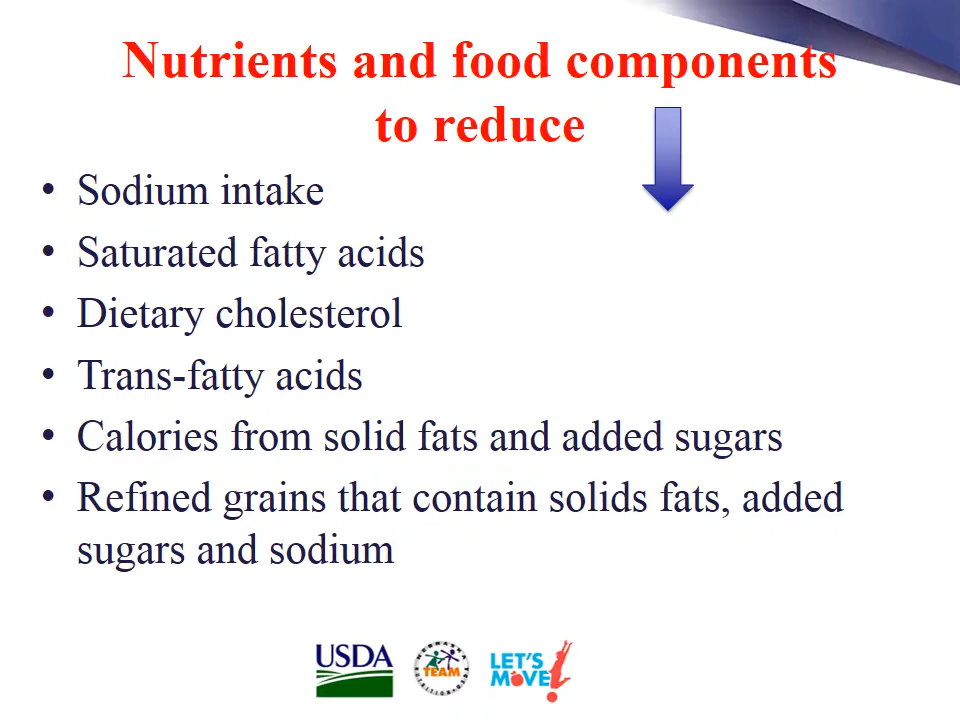 Nutrients and food components
to reduce
• Sodium intake
• Saturated fatty acids
• Dietary cholesterol
• Trans-fatty acids
• Calories from solid fats and added sugars
• Refined grains that contain solids fats, added
sugars and sodium
USDA
TEAM
NUTRITION
LET'S
MOVE!